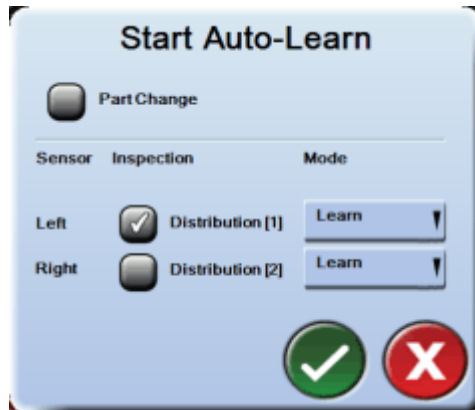 Start Auto-Learn
Part Change
Sensor Inspection Mode
Left Distribution [1] Learn
Right Distribution [2] Learn